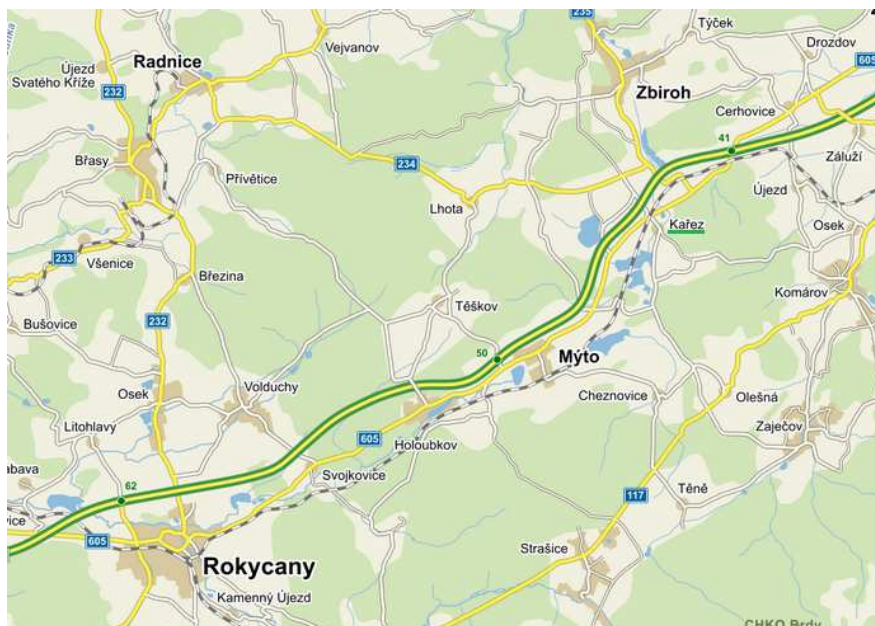 235
Týček
Drozdov
605
Vejvanov
Radnice
Újezd
Svatého Kříže
232
Zbiroh
Cerhovice
41
Záluží
Břasy
Přívětice
234
Lhota
Újezd
Kařez
Osek
233
Všenice
Březina
Komárov
Bušovice
232
Těškov
50
Mýto
Osek
Volduchy
Cheznovice
Olešná
Litohlavy
605
Holoubkov
Zaječov
Svojkovice
62
117
Těně
605
Strašice
Rokycany
Kamenný Újezd
CHKO Brdy